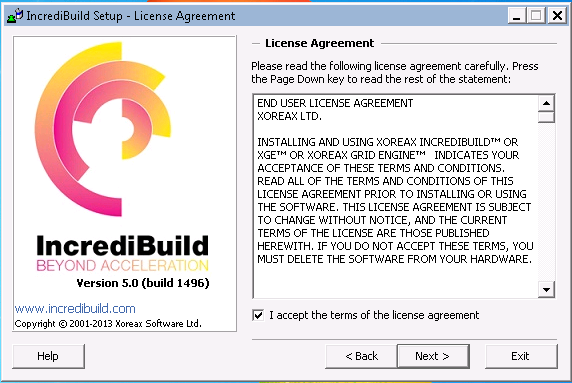 IncrediBuild Setup - License Agreement
IncrediBuild
BEYOND ACCELERATION
Version 5.0 (build 1496)
www.incredibuild.com
Copyright © 2001-2013 Xoreax Software Ltd.
License Agreement
Please read the following license agreement carefully. Press
the Page Down key to read the rest of the statement:
END USER LICENSE AGREEMENT
XOREAX LTD.
INSTALLING AND USING XOREAX INCREDIBUILD™ OR
XGE™ OR XOREAX GRID ENGINE™ INDICATES YOUR
ACCEPTANCE OF THESE TERMS AND CONDITIONS.
READ ALL OF THE TERMS AND CONDITIONS OF THIS
LICENSE AGREEMENT PRIOR TO INSTALLING OR USING
THE SOFTWARE. THIS LICENSE AGREEMENT IS SUBJECT
TO CHANGE WITHOUT NOTICE, AND THE CURRENT
TERMS OF THE LICENSE ARE THOSE PUBLISHED
HEREWITH. IF YOU DO NOT ACCEPT THESE TERMS, YOU
MUST DELETE THE SOFTWARE FROM YOUR HARDWARE.
I accept the terms of the license agreement
Help
< Back
Next >
Exit